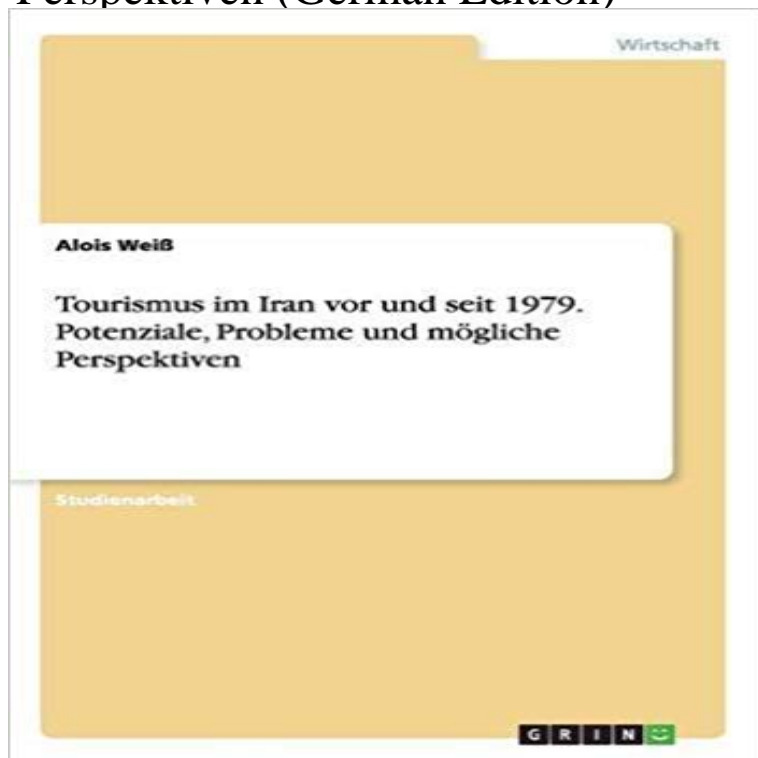 Perspektiven (German Edition)
Wirtschaft
Alois Weiß
Tourismus im Iran vor und seit 1979.
Potenziale, Probleme und mögliche
Perspektiven
Studienarbeit
GRIN